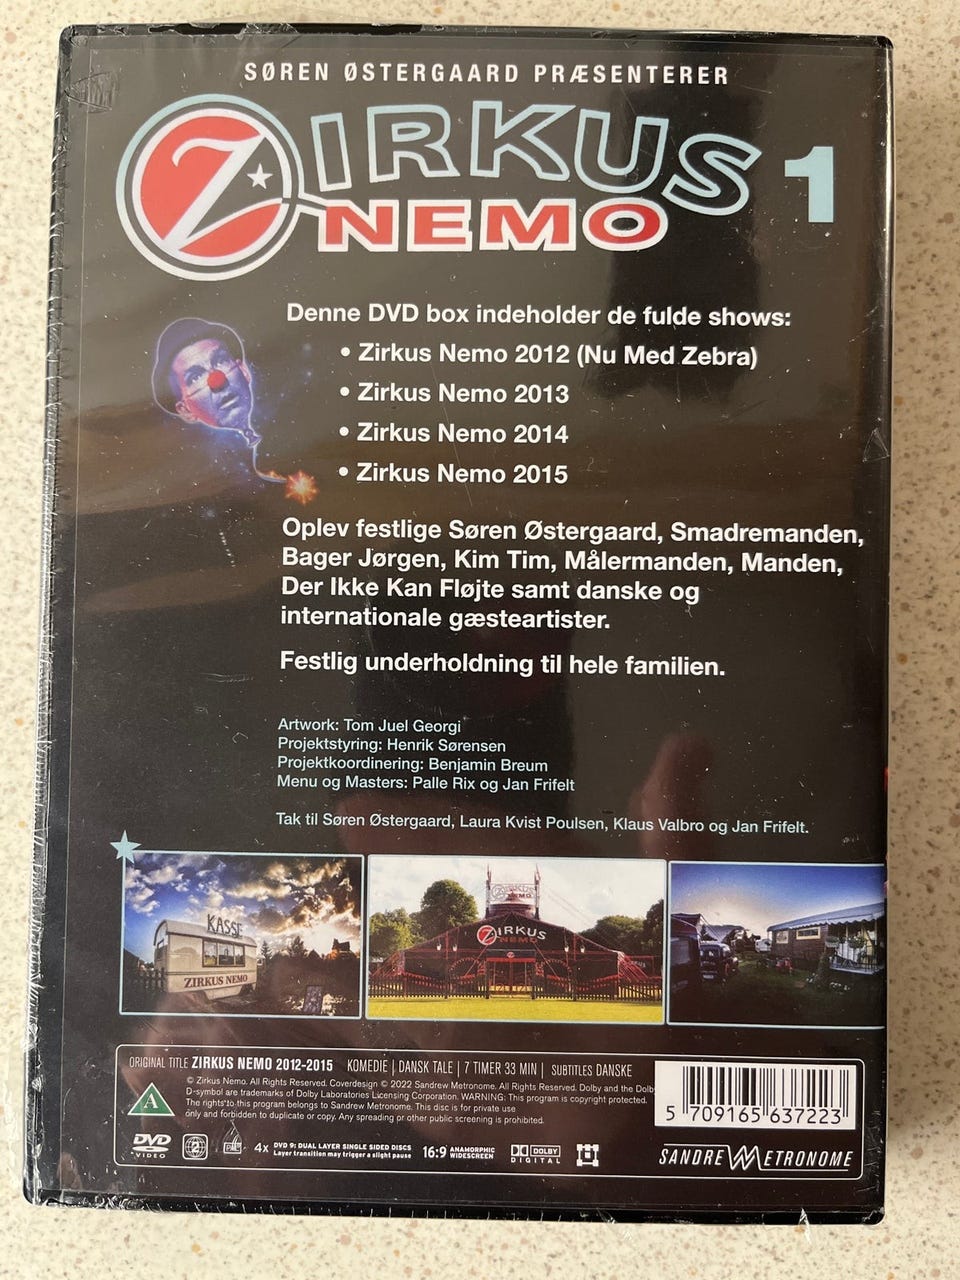 SØREN ØSTERGAARD PRÆSENTERER
ZIRKUS 1
NEMO
Denne DVD box indeholder de fulde shows:
• Zirkus Nemo 2012 (Nu Med Zebra)
• Zirkus Nemo 2013
• Zirkus Nemo 2014
• Zirkus Nemo 2015
Oplev festlige Søren Østergaard, Smadremanden,
Bager Jørgen, Kim Tim, Målermanden, Manden,
Der Ikke Kan Fløjte samt danske og
internationale gæsteartister.
Festlig underholdning til hele familien.
Artwork: Tom Juel Georgi
Projektstyring: Henrik Sørensen
Projektkoordinering: Benjamin Breum
Menu og Masters: Palle Rix og Jan Frifelt
Tak til Søren Østergaard, Laura Kvist Poulsen, Klaus Valbro og Jan Frifelt.
KASSE
ZIRKUS NEMO
ZIRKUS
NEMO
ZIRKUS
NEMO
ORIGINAL TITLE ZIRKUS NEMO 2012-2015 KOMEDIE | DANSK TALE | 7 TIMER 33 MIN | SUBTITLES DANSKE
© Zirkus Nemo. All Rights Reserved. Coverdesign © 2022 Sandrew Metronome. All Rights Reserved. Dolby and the Doub
D-symbol are trademarks of Dolby Laboratories Licensing Corporation. WARNING: This program is copyright protected.
The rights to this program belongs to Sandrew Metronome. This disc is for private use
only and forbidden to duplicate or copy. Any spreading or other public screening is prohibited.
A
5 709165 637223
DVD
VIDEO
2
4x DVD 9: DUAL LAYER SINGLE SIDED DISCS
Layer transition may trigger a slight pause
16:9 ANAMORPHIC
WIDESCREEN
DOLBY
DIGITAL
SANDREW METRONOME